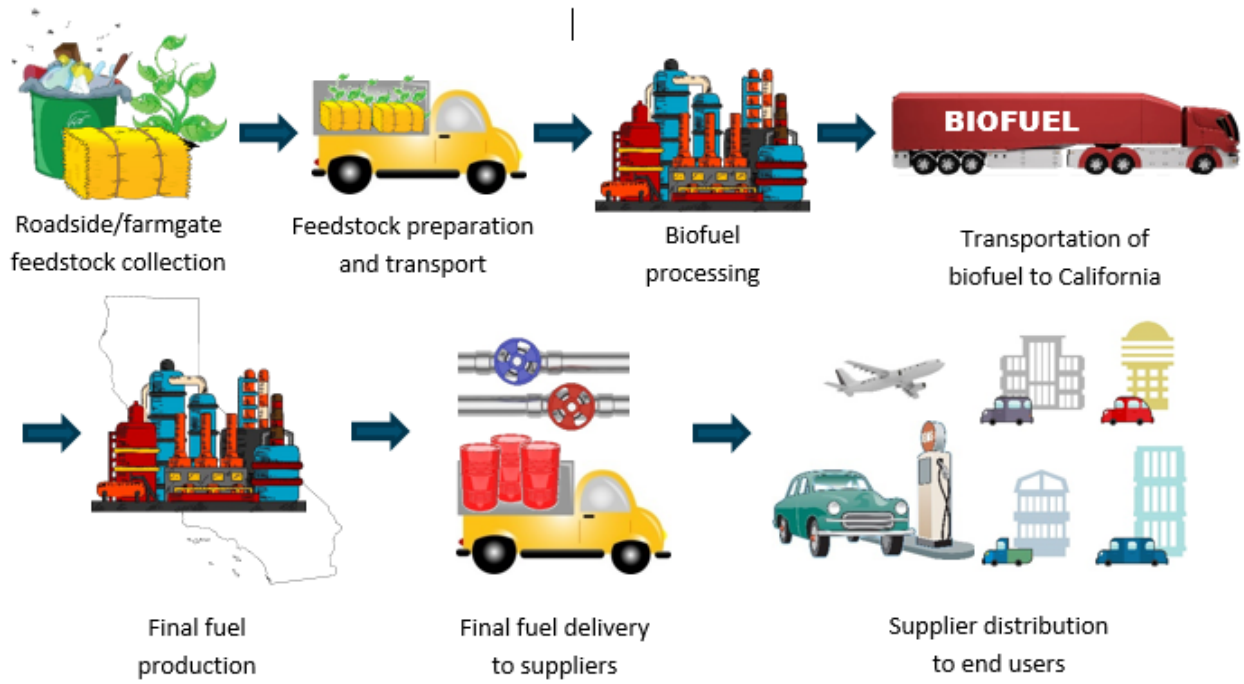 BIOFUEL
Roadside/farmgate
feedstock collection
Feedstock preparation
and transport
Biofuel
processing
Transportation of
biofuel to California
Final fuel
production
Final fuel delivery
to suppliers
Supplier distribution
to end users